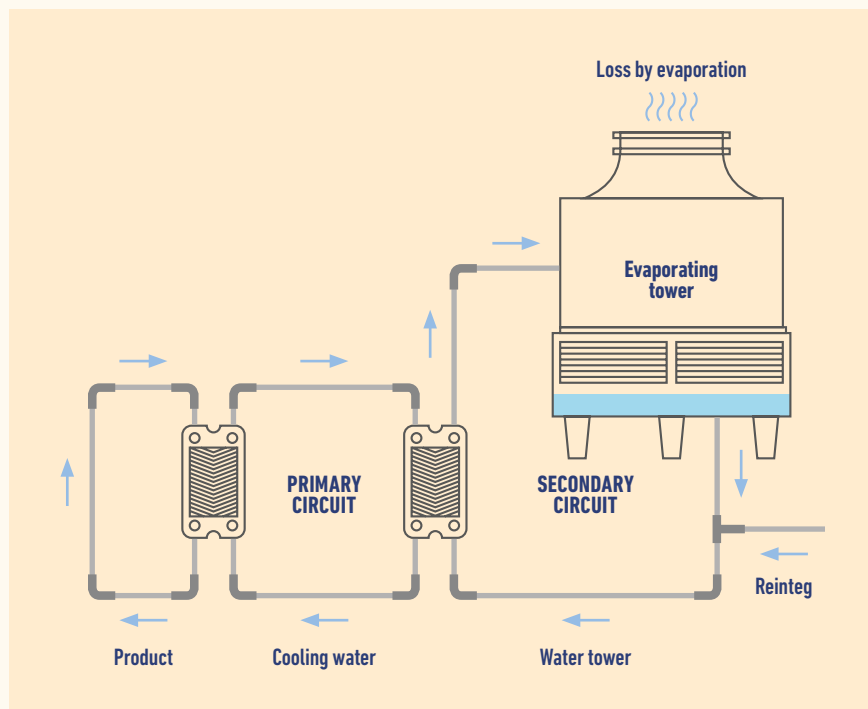 Loss by evaporation
Evaporating
tower
PRIMARY
CIRCUIT
SECONDARY
CIRCUIT
Reinteg
Product
Cooling water
Water tower